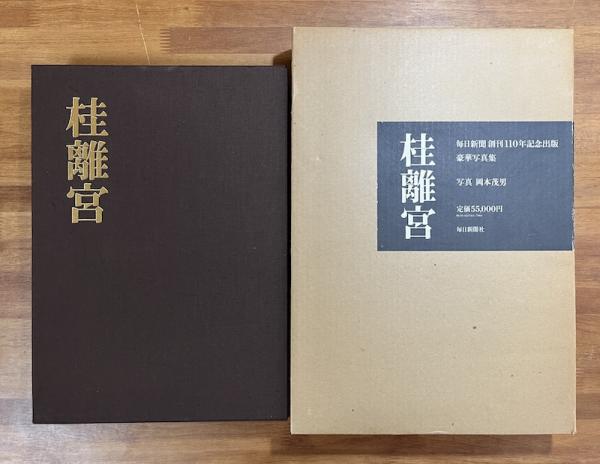 桂離宮
桂離宮
毎日新聞 創刊110年記念出版
豪華写真集
写真 岡本茂男
定価55,000円
毎日新聞社